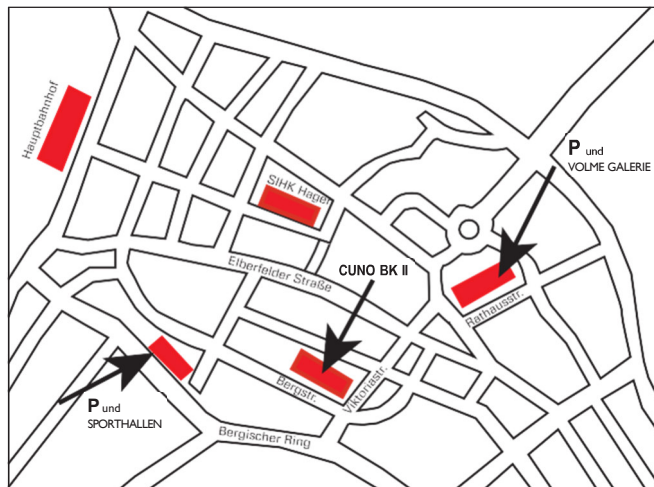 Hauptbahnhof
P und
VOLME GALERIE
SIHK Hagen
CUNO BK II
Elberfelder Straße
Rathausstr.
Viktoriastr.
Bergstr.
P und
SPORTHALLEN
Bergischer Ring